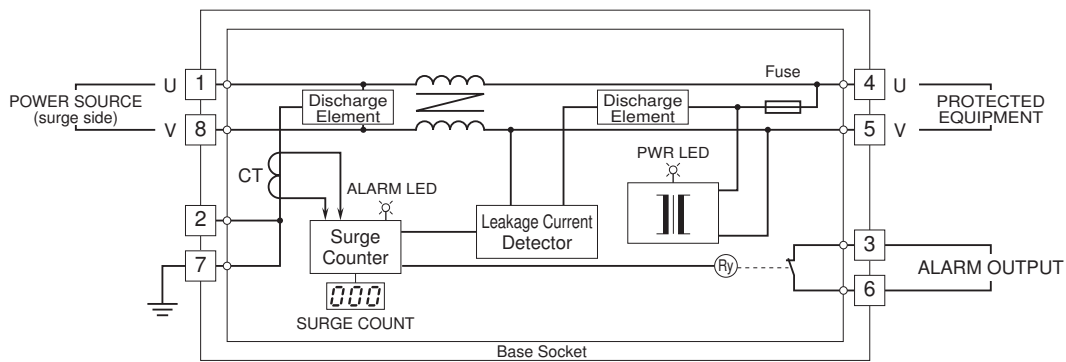 U 1 4 U
Fuse
POWER SOURCE
(surge side)
Discharge
Element
Discharge
Element
PROTECTED
EQUIPMENT
V 8 5 V
PWR LED
CT
ALARM LED
2
Surge
Counter
Leakage Current
Detector
3
7
Ry
ALARM OUTPUT
6
000
SURGE COUNT
Base Socket